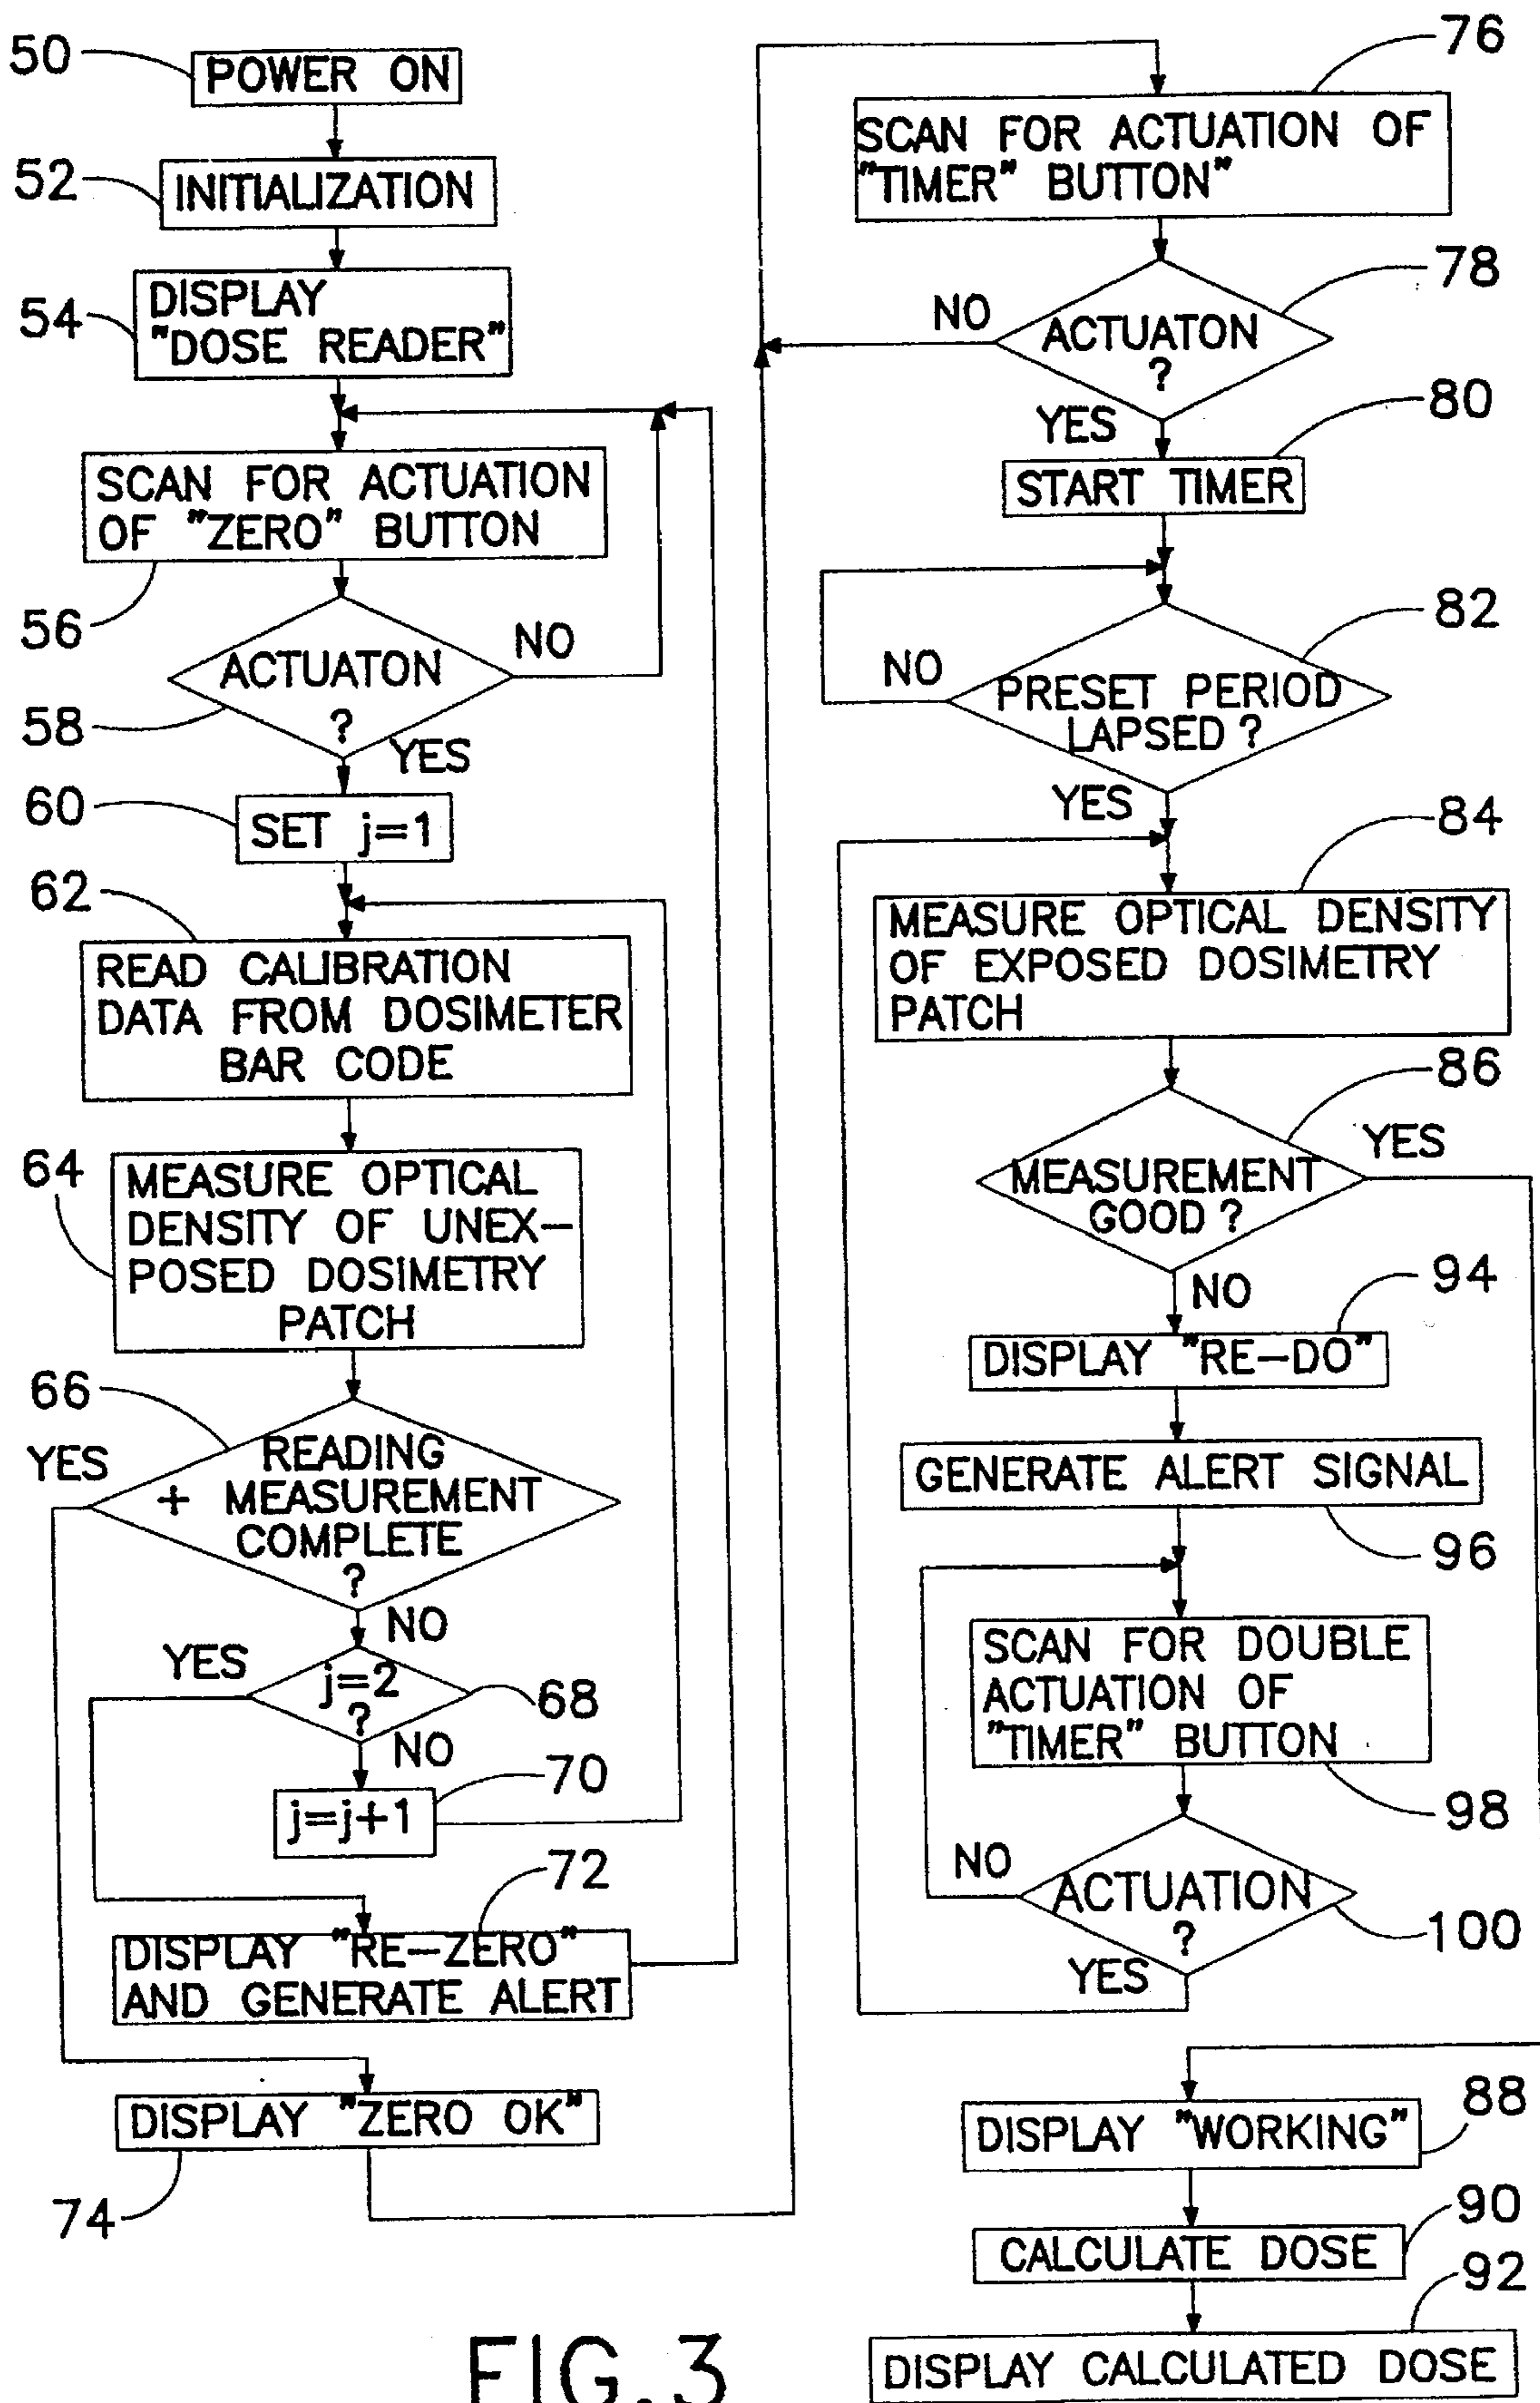 50
POWER ON
52
INITIALIZATION
54
DISPLAY
"DOSE READER"
SCAN FOR ACTUATION
OF "ZERO" BUTTON
56
ACTUATON
?
NO
58
YES
60
SET j=1
62
READ CALIBRATION
DATA FROM DOSIMETER
BAR CODE
64
MEASURE OPTICAL
DENSITY OF UNEX-
POSED DOSIMETRY
PATCH
66
YES
READING
+ MEASUREMENT
COMPLETE
?
NO
YES
j=2
?
68
NO
70
j=j+1
72
DISPLAY "RE-ZERO"
AND GENERATE ALERT
DISPLAY "ZERO OK"
74
76
SCAN FOR ACTUATION OF
"TIMER" BUTTON"
78
NO
ACTUATON
?
YES
80
START TIMER
82
NO
PRESET PERIOD
LAPSED ?
YES
84
MEASURE OPTICAL DENSITY
OF EXPOSED DOSIMETRY
PATCH
86
YES
MEASUREMENT
GOOD ?
NO
94
DISPLAY "RE-DO"
GENERATE ALERT SIGNAL
96
SCAN FOR DOUBLE
ACTUATION OF
"TIMER" BUTTON
98
NO
ACTUATION
?
100
YES
88
DISPLAY "WORKING"
90
CALCULATE DOSE
92
DISPLAY CALCULATED DOSE
FIG.3